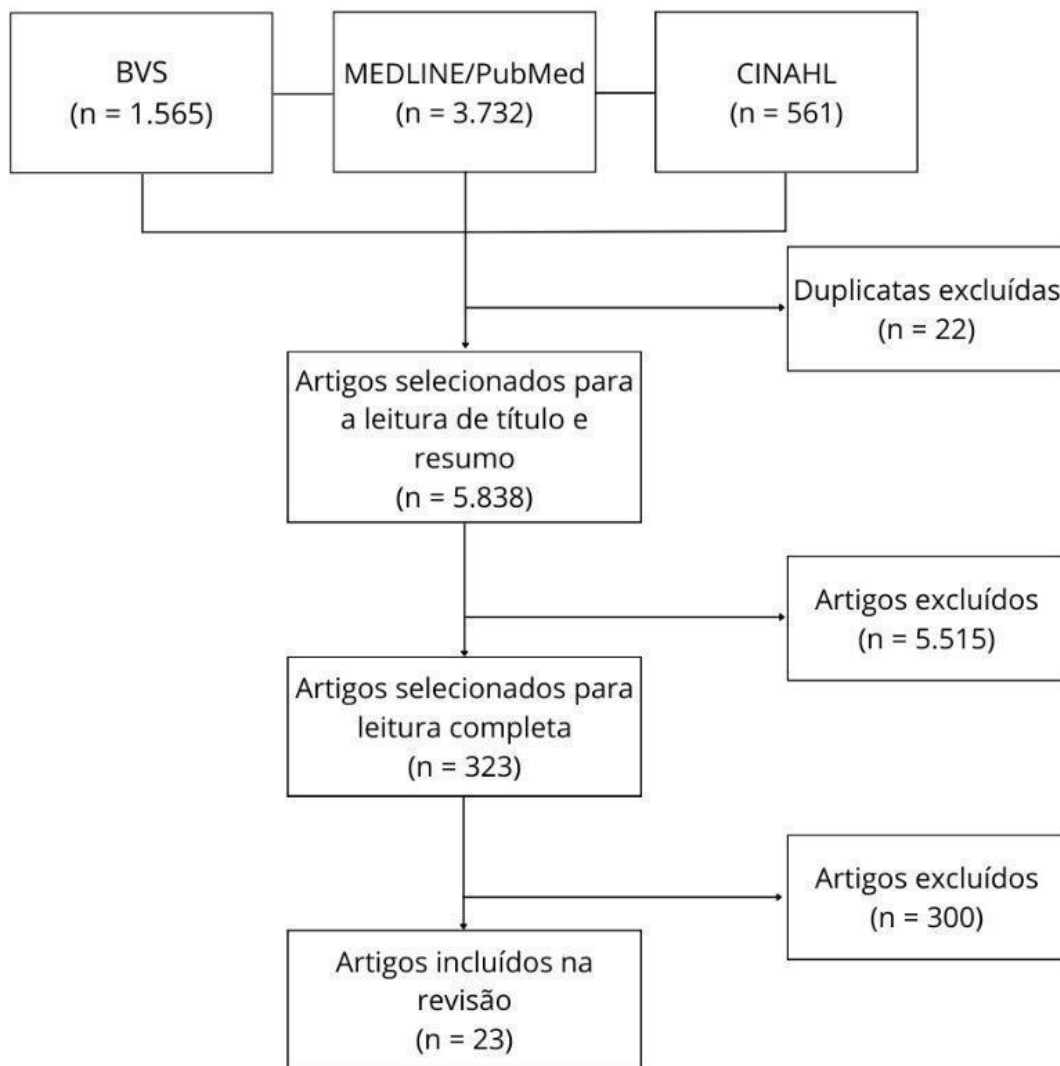 BVS
(n = 1.565)
MEDLINE/PubMed
(n = 3.732)
CINAHL
(n = 561)
Duplicatas excluídas
(n = 22)
Artigos selecionados para
a leitura de título e
resumo
(n = 5.838)
Artigos excluídos
(n = 5.515)
Artigos selecionados para
leitura completa
(n = 323)
Artigos excluídos
(n = 300)
Artigos incluídos na
revisão
(n = 23)